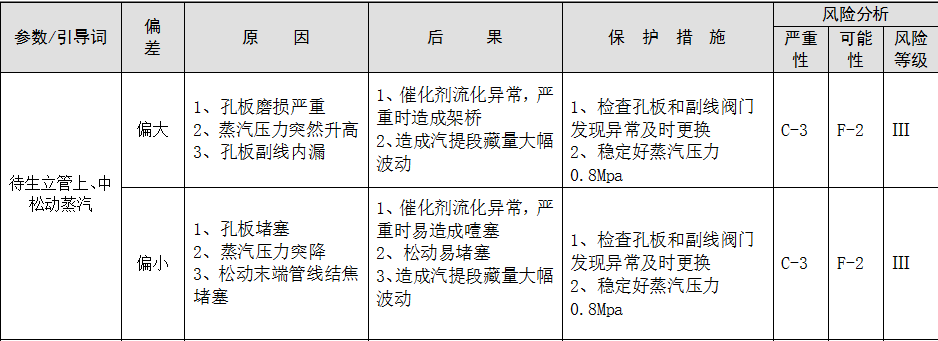 参数/引导词
偏
差
原 因
后 果
保 护 措 施
风险分析
严重
性
可能
性
风险
等级
待生立管上、中
松动蒸汽
偏大
1、孔板磨损严重
2、蒸汽压力突然升高
3、孔板副线内漏
1、催化剂流化异常，严
重时造成架桥
2、造成汽提段藏量大幅
波动
1、检查孔板和副线阀门
发现异常及时更换
2、稳定好蒸汽压力
0.8Mpa
C-3
F-2
III
偏小
1、孔板堵塞
2、蒸汽压力突降
3、松动末端管线结焦
堵塞
1、催化剂流化异常，严
重时易造成噎塞
2、松动易堵塞
3、造成汽提段藏量大幅
波动
1、检查孔板和副线阀门
发现异常及时更换
2、稳定好蒸汽压力
0.8Mpa
C-3
F-2
III